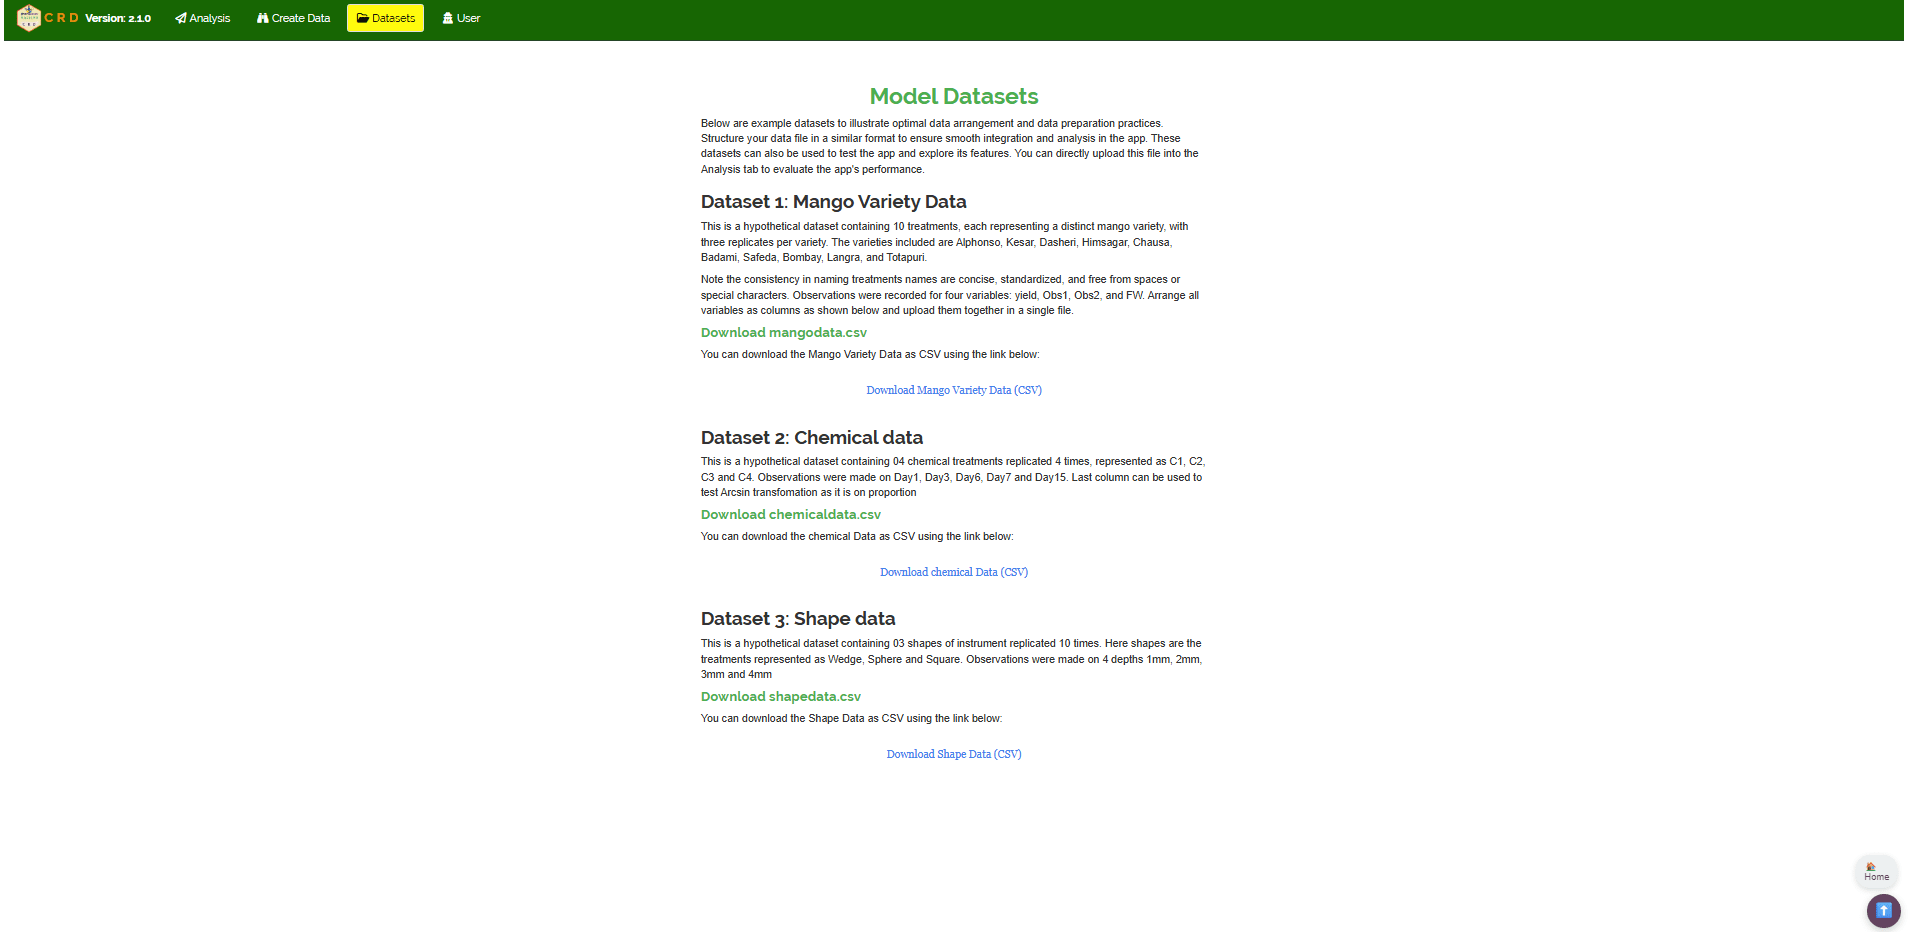 CRD Version: 2.1.0 Analysis Create Data Datasets User
Model Datasets
Below are example datasets to illustrate optimal data arrangement and data preparation practices.
Structure your data file in a similar format to ensure smooth integration and analysis in the app. These
datasets can also be used to test the app and explore its features. You can directly upload this file into the
Analysis tab to evaluate the app's performance.
Dataset 1: Mango Variety Data
This is a hypothetical dataset containing 10 treatments, each representing a distinct mango variety, with
three replicates per variety. The varieties included are Alphonso, Kesar, Dasheri, Himsagar, Chausa,
Badami, Safeda, Bombay, Langra, and Totapuri.
Note the consistency in naming treatments names are concise, standardized, and free from spaces or
special characters. Observations were recorded for four variables: yield, Obs1, Obs2, and FW. Arrange all
variables as columns as shown below and upload them together in a single file.
Download mangodata.csv
You can download the Mango Variety Data as CSV using the link below:
Download Mango Variety Data (CSV)
Dataset 2: Chemical data
This is a hypothetical dataset containing 04 chemical treatments replicated 4 times, represented as C1, C2,
C3 and C4. Observations were made on Day1, Day3, Day6, Day7 and Day15. Last column can be used to
test Arcsin transfomation as it is on proportion
Download chemicaldata.csv
You can download the chemical Data as CSV using the link below:
Download chemical Data (CSV)
Dataset 3: Shape data
This is a hypothetical dataset containing 03 shapes of instrument replicated 10 times. Here shapes are the
treatments represented as Wedge, Sphere and Square. Observations were made on 4 depths 1mm, 2mm,
3mm and 4mm
Download shapedata.csv
You can download the Shape Data as CSV using the link below:
Download Shape Data (CSV)
Home